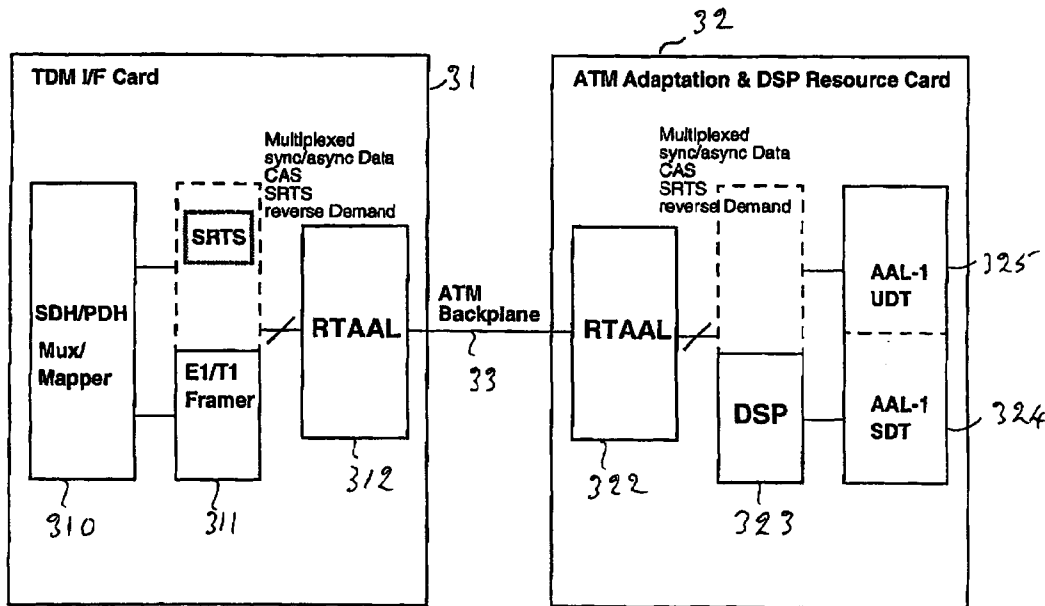 32
TDM I/F Card
31
ATM Adaptation & DSP Resource Card
Multiplexed
sync/async Data
CAS
SRTS
reverse Demand
Multiplexed
sync/async Data
CAS
SRTS
reverse Demand
SRTS
SDH/PDH
Mux/
Mapper
E1/T1
Framer
RTAAL
ATM
Backplane
33
RTAAL
DSP
AAL-1
UDT
325
AAL-1
SDT
324
310
311
312
322
323